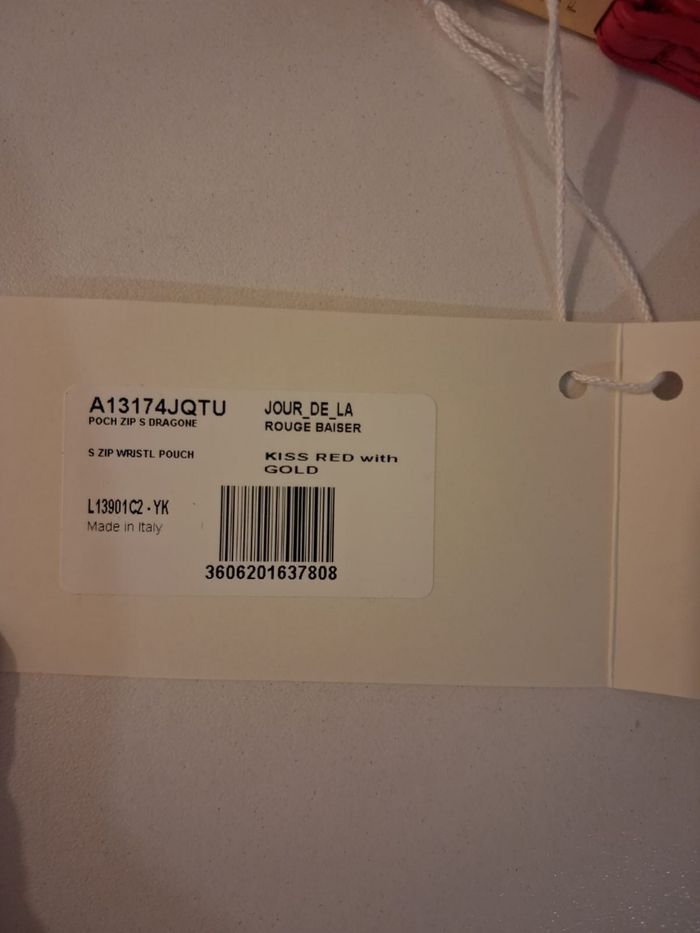 A13174JQTU
POCH ZIP S DRAGONE
JOUR_DE_LA
ROUGE BAISER
S ZIP WRISTL POUCH
KISS RED with
GOLD
L13901C2 - YK
Made in Italy
3606201637808